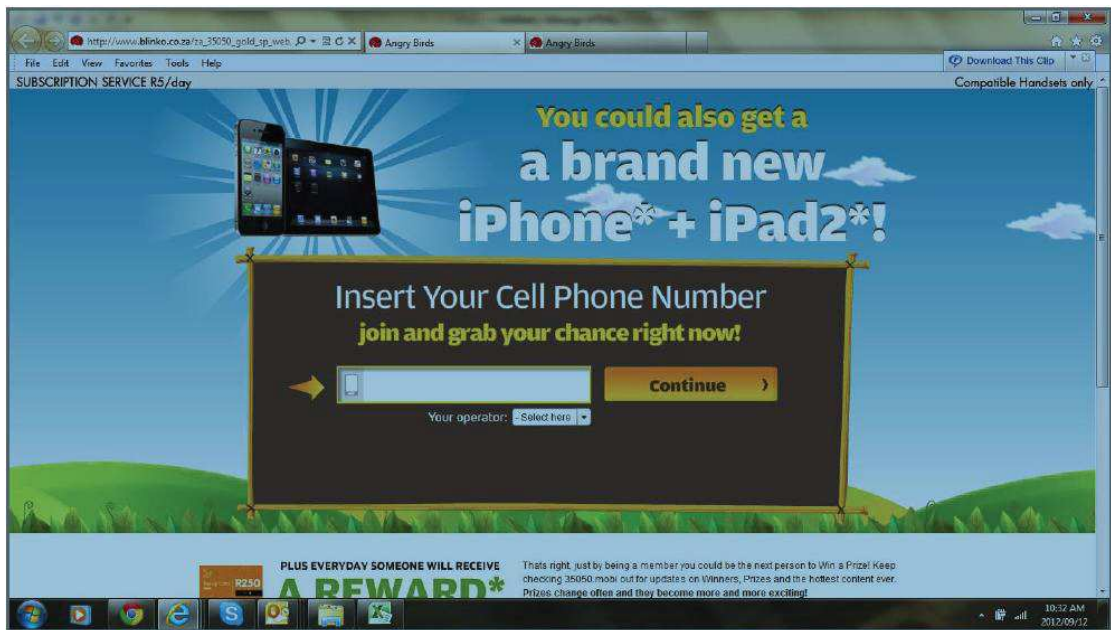 http://www.blinko.co.za/za_35050_gold_sp_web.
Angry Birds
Angry Birds
File Edit View Favorites Tools Help
Download This Clip
SUBSCRIPTION SERVICE R5/day
Compatible Handsets only
You could also get a
a brand new
iPhone* + iPad2*!
Insert Your Cell Phone Number
join and grab your chance right now!
Continue
Your operator: - Select here
PLUS EVERYDAY SOMEONE WILL RECEIVE
A REWARD*
R250
Thats right, just by being a member you could be the next person to Win a Prize! Keep
checking 35050.mobi out for updates on Winners, Prizes and the hottest content ever.
Prizes change often and they become more and more exciting!
10:32 AM
2012/09/12